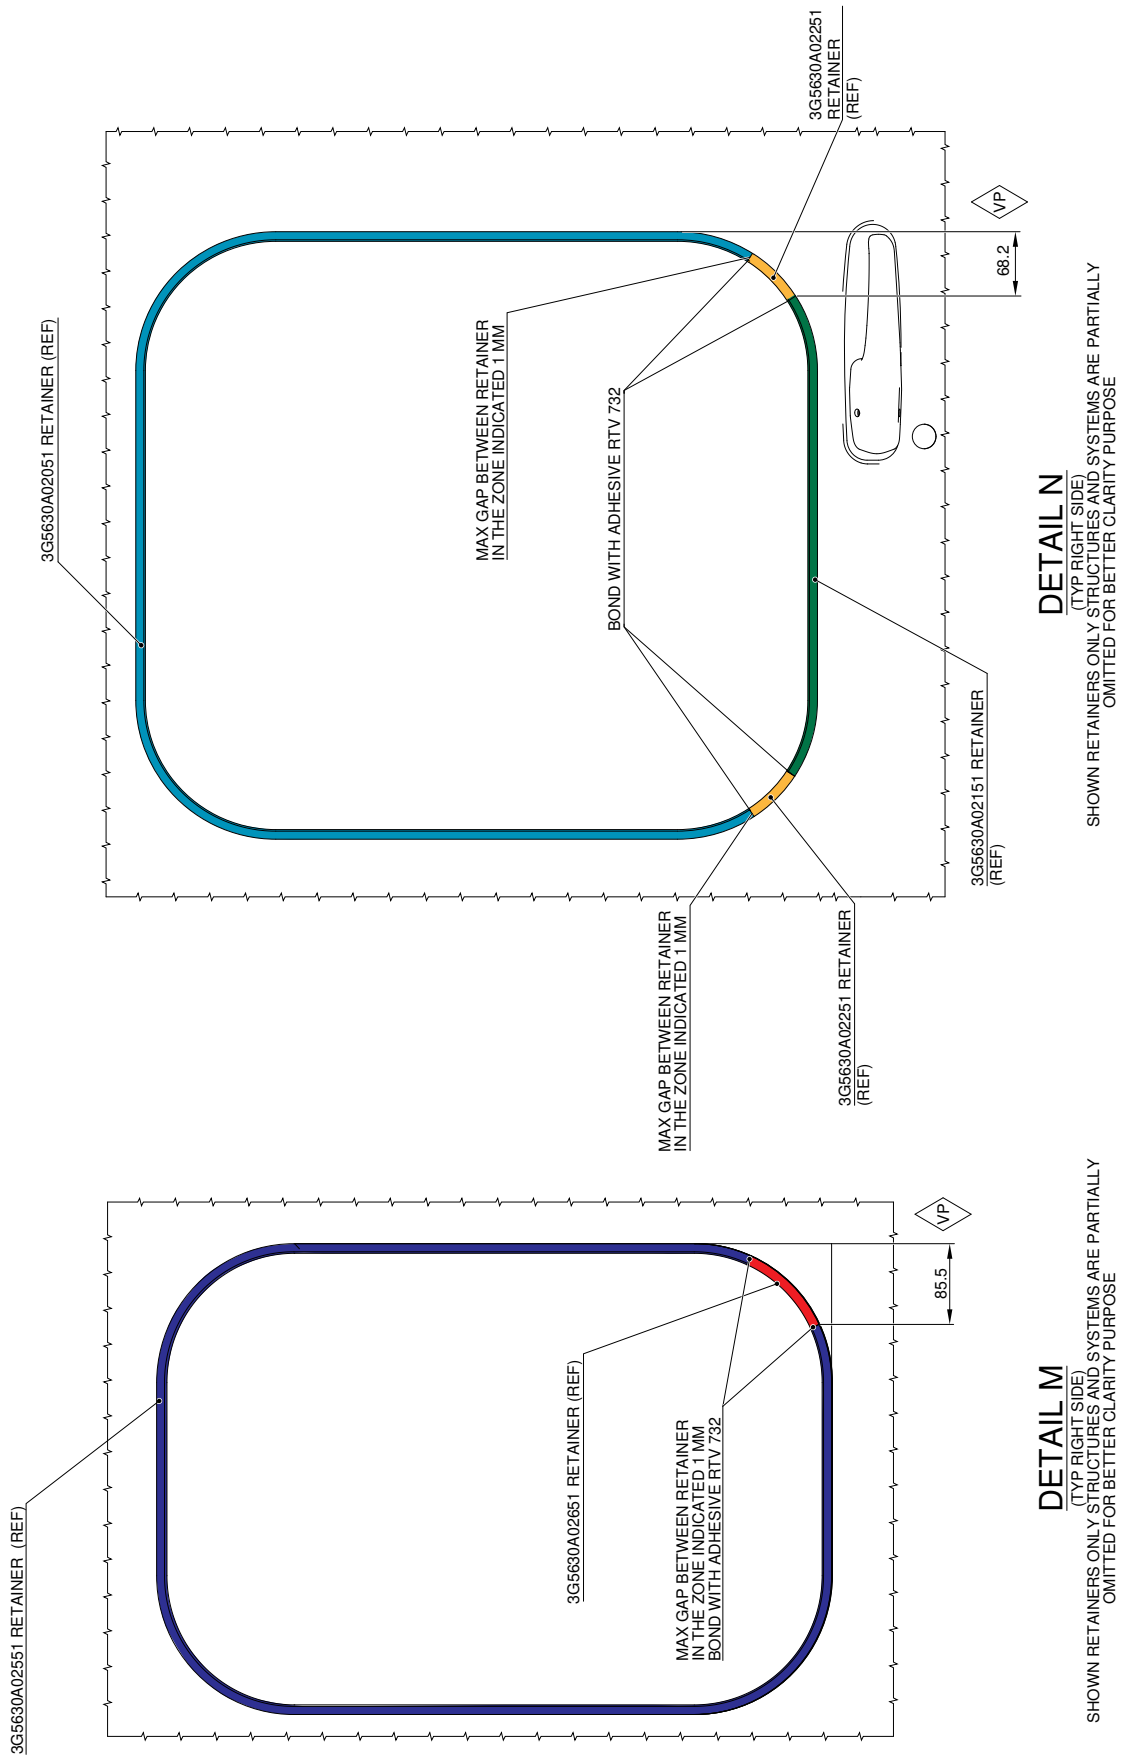 3G5630A02551 RETAINER (REF)
3G5630A02651 RETAINER (REF)
MAX GAP BETWEEN RETAINER
IN THE ZONE INDICATED 1 MM
BOND WITH ADHESIVE RTV 732
85.5
VP
DETAIL M
(TYP RIGHT SIDE)
SHOWN RETAINERS ONLY STRUCTURES AND SYSTEMS ARE PARTIALLY
OMITTED FOR BETTER CLARITY PURPOSE
3G5630A02051 RETAINER (REF)
MAX GAP BETWEEN RETAINER
IN THE ZONE INDICATED 1 MM
BOND WITH ADHESIVE RTV 732
MAX GAP BETWEEN RETAINER
IN THE ZONE INDICATED 1 MM
3G5630A02251 RETAINER
(REF)
3G5630A02251
RETAINER
(REF)
3G5630A02151 RETAINER
(REF)
68.2
VP
DETAIL N
(TYP RIGHT SIDE)
SHOWN RETAINERS ONLY STRUCTURES AND SYSTEMS ARE PARTIALLY
OMITTED FOR BETTER CLARITY PURPOSE